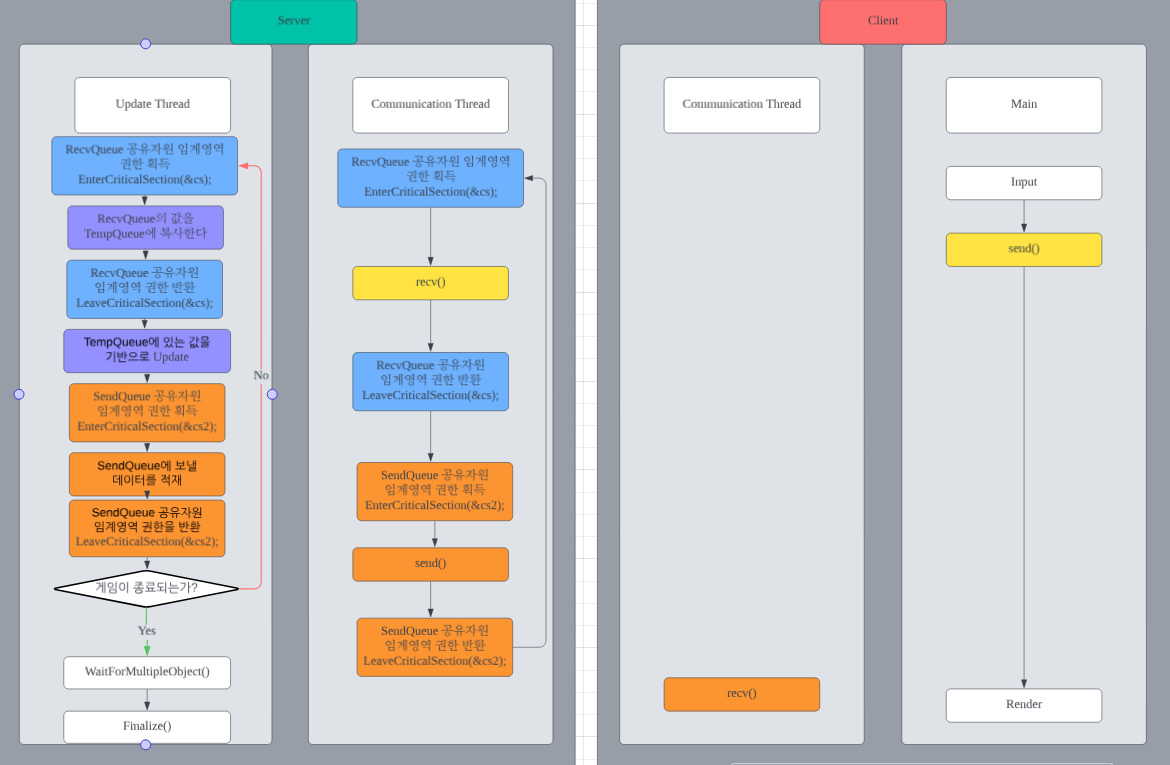 Server
Update Thread
RecvQueue 공유자원 임계영역
권한 획득
EnterCriticalSection(&cs);
RecvQueue의 값을
TempQueue에 복사한다
RecvQueue 공유자원
임계영역 권한 반환
LeaveCriticalSection(&cs);
TempQueue에 있는 값을
기반으로 Update
SendQueue 공유자원
임계영역 권한 획득
EnterCriticalSection(&cs2);
SendQueue에 보낼
데이터를 적재
SendQueue 공유자원
임계영역 권한을 반환
LeaveCriticalSection(&cs2);
게임이 종료되는가?
No
Yes
WaitForMultipleObject()
Finalize()
Communication Thread
RecvQueue 공유자원 임계영역
권한 획득
EnterCriticalSection(&cs);
recv()
RecvQueue 공유자원
임계영역 권한 반환
LeaveCriticalSection(&cs);
SendQueue 공유자원
임계영역 권한 획득
EnterCriticalSection(&cs2);
send()
SendQueue 공유자원
임계영역 권한 반환
LeaveCriticalSection(&cs2);
Client
Communication Thread
recv()
Main
Input
send()
Render